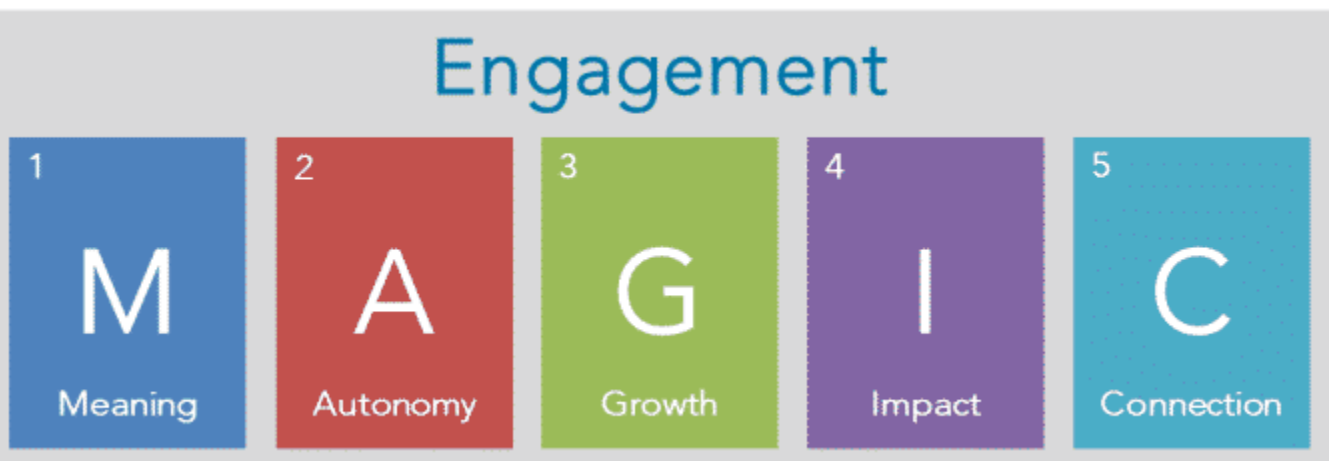 Engagement
1
M
Meaning
2
A
Autonomy
3
G
Growth
4
I
Impact
5
C
Connection